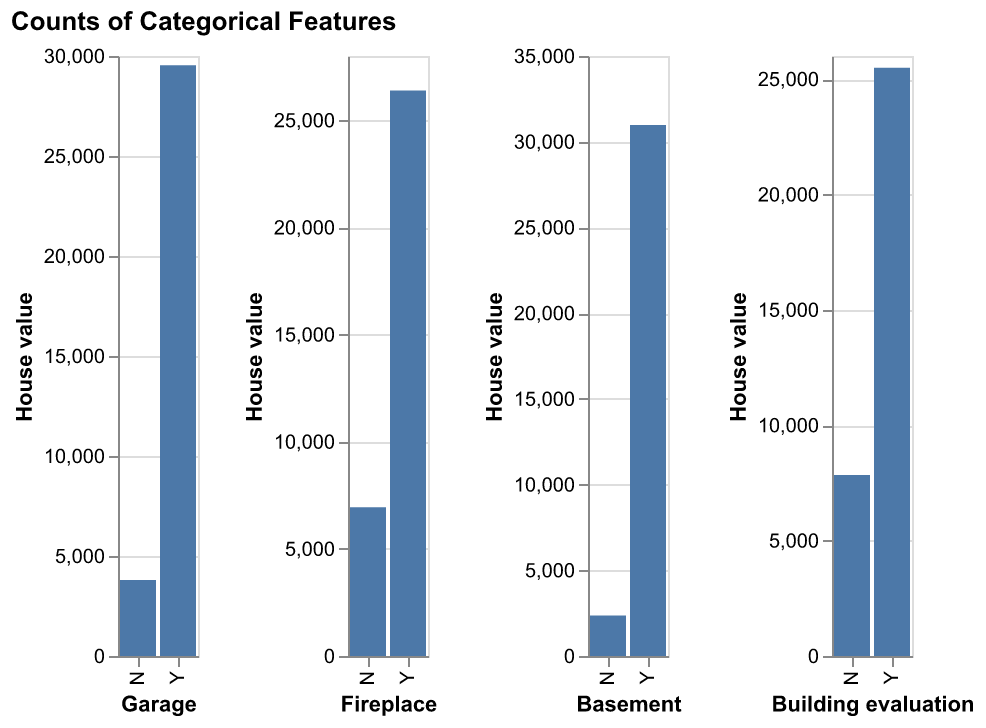 Counts of Categorical Features
House value
30,000
25,000
20,000
15,000
10,000
5,000
0
N
Y
Garage
House value
25,000
20,000
15,000
10,000
5,000
0
N
Y
Fireplace
House value
35,000
30,000
25,000
20,000
15,000
10,000
5,000
0
N
Y
Basement
House value
25,000
20,000
15,000
10,000
5,000
0
N
Y
Building evaluation